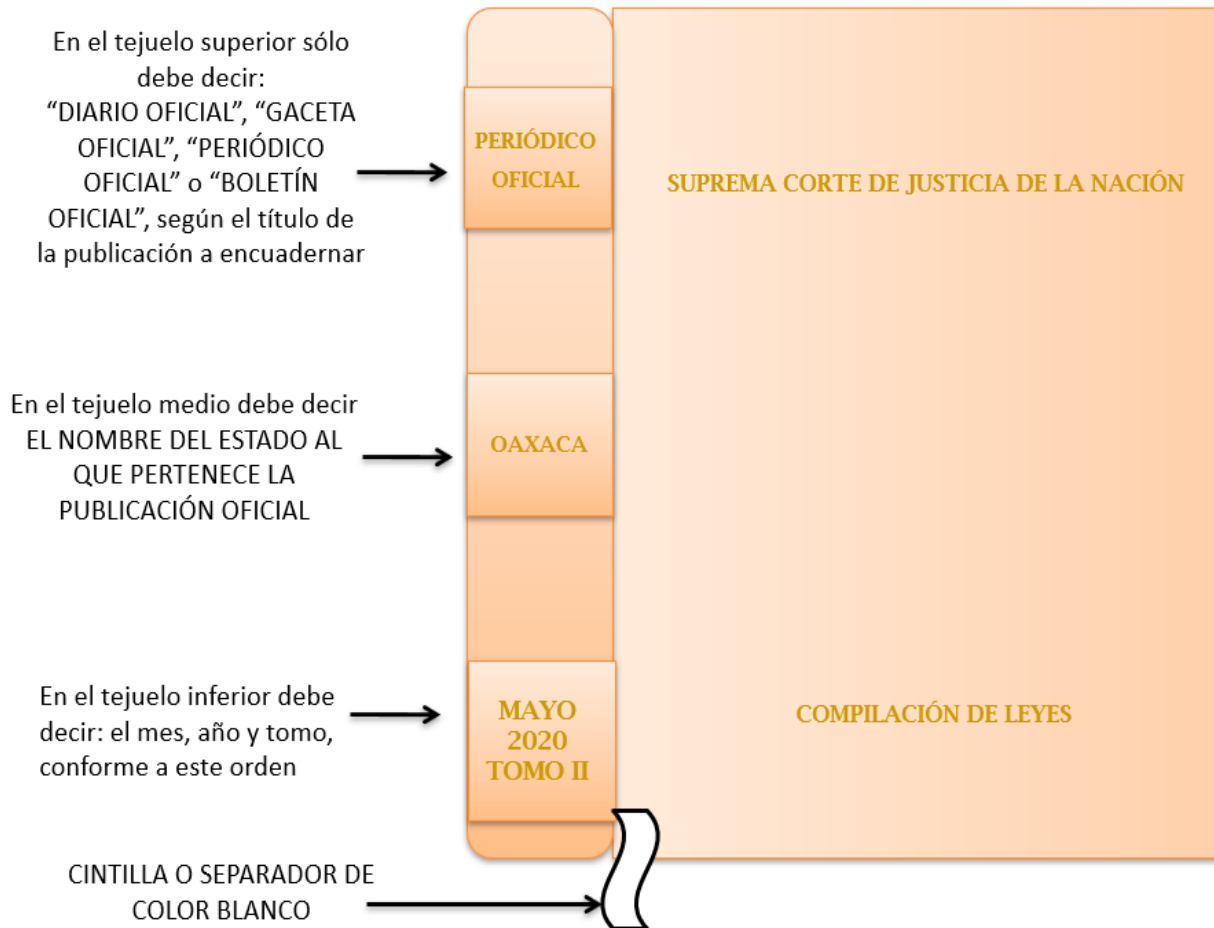 En el tejuelo superior sólo
debe decir:
“DIARIO OFICIAL”, “GACETA
OFICIAL”, “PERIÓDICO
OFICIAL” o “BOLETÍN
OFICIAL”, según el título de
la publicación a encuadernar
PERIÓDICO
OFICIAL
SUPREMA CORTE DE JUSTICIA DE LA NACIÓN
En el tejuelo medio debe decir
EL NOMBRE DEL ESTADO AL
QUE PERTENECE LA
PUBLICACIÓN OFICIAL
OAXACA
En el tejuelo inferior debe
decir: el mes, año y tomo,
conforme a este orden
MAYO
2020
TOMO II
COMPILACIÓN DE LEYES
CINTILLA O SEPARADOR DE
COLOR BLANCO